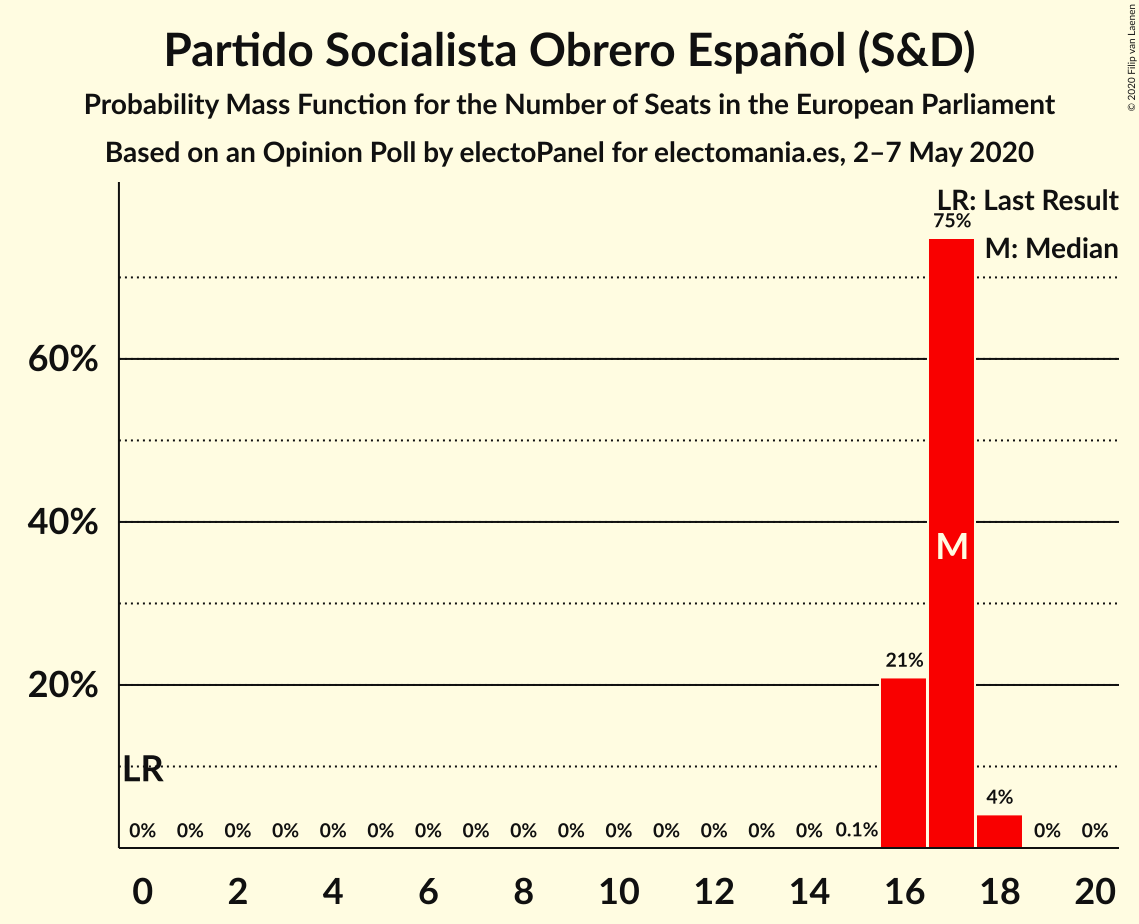 Partido Socialista Obrero Español (S&D)
Probability Mass Function for the Number of Seats in the European Parliament
Based on an Opinion Poll by electoPanel for electomania.es, 2–7 May 2020
© 2020 Filip van Laenen
LR: Last Result
M: Median
75%
60%
40%
20%
M
21%
LR
4%
0% 0% 0% 0% 0% 0% 0% 0% 0% 0% 0% 0% 0% 0% 0% 0.1% 0% 0%
0 2 4 6 8 10 12 14 16 18 20